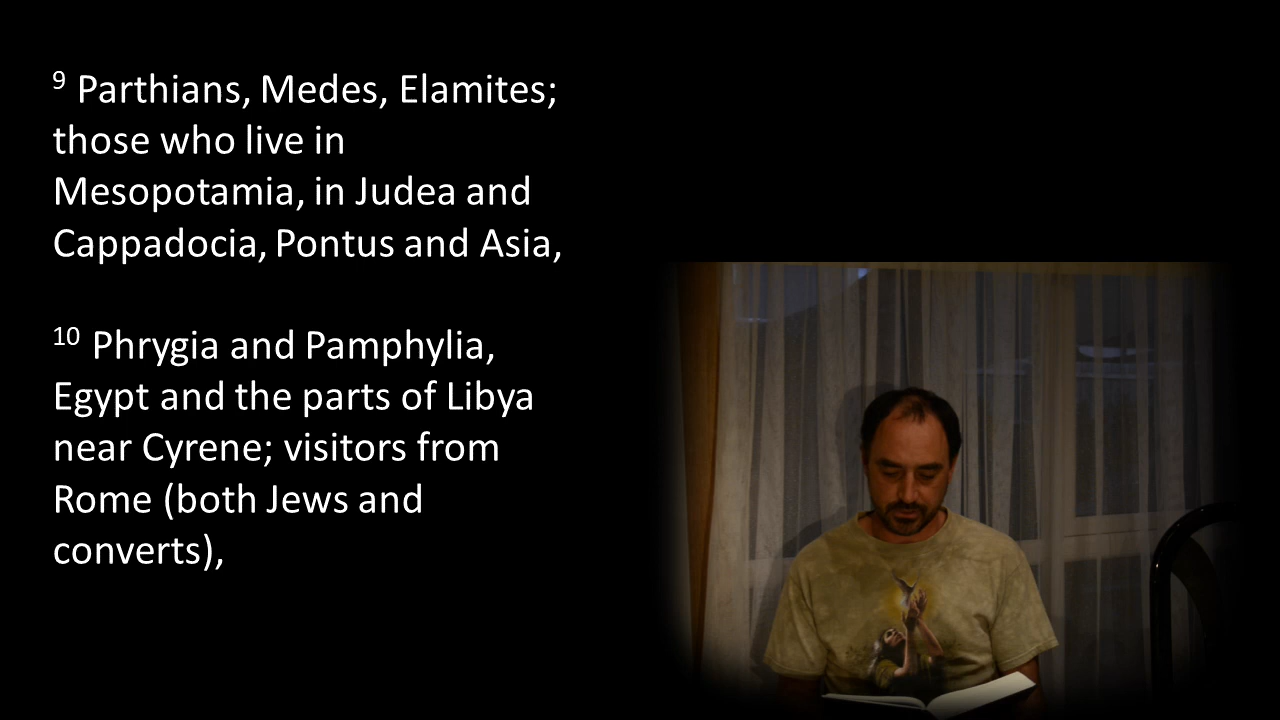 9 Parthians, Medes, Elamites;
those who live in
Mesopotamia, in Judea and
Cappadocia, Pontus and Asia,
10 Phrygia and Pamphylia,
Egypt and the parts of Libya
near Cyrene; visitors from
Rome (both Jews and
converts),